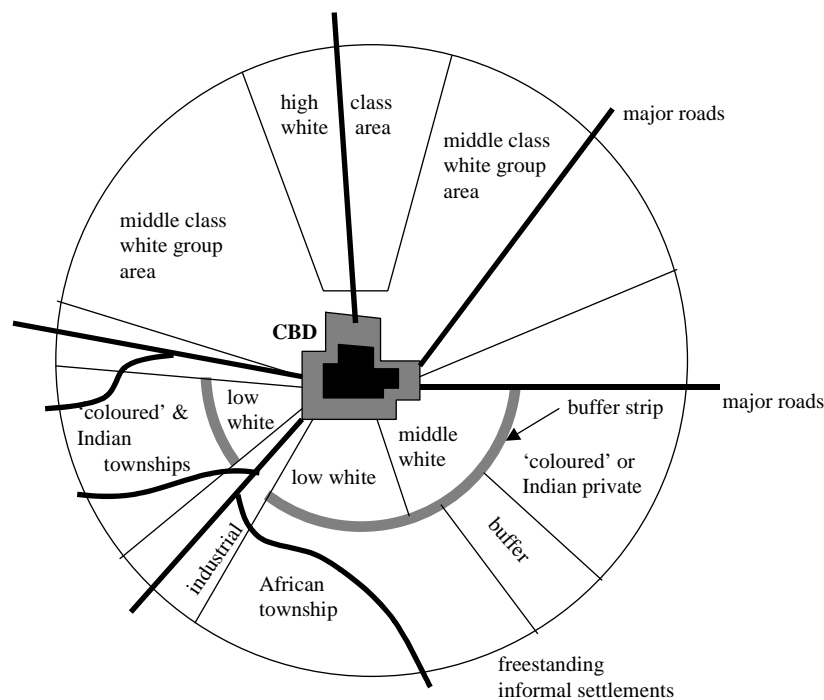 high class
white area
major roads
middle class
white group
area
middle class
white group
area
CBD
major roads
buffer strip
low
white
middle
white
'coloured' &
Indian
townships
low white
'coloured' or
Indian private
buffer
industrial
African
township
freestanding
informal settlements